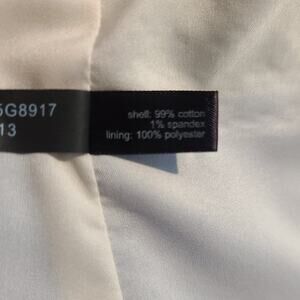 5G8917
13
shell: 99% cotton
1% spandex
lining: 100% polyester